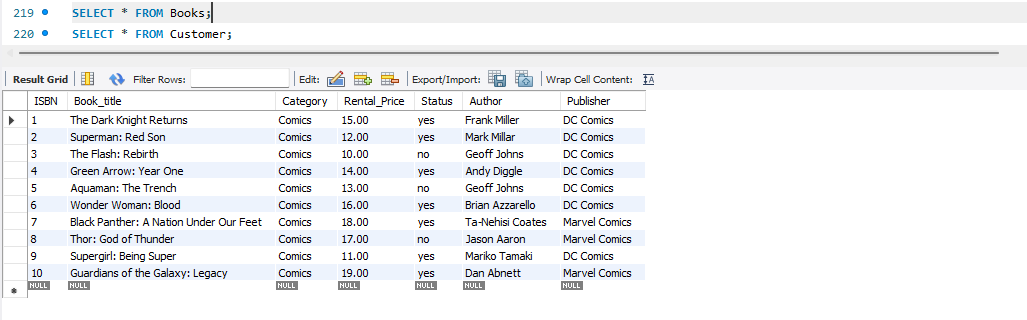 219 SELECT * FROM Books;
220 SELECT * FROM Customer;
Result Grid Filter Rows: Edit: Export/Import: Wrap Cell Content: IA
ISBN Book_title Category Rental_Price Status Author Publisher
1 The Dark Knight Returns Comics 15.00 yes Frank Miller DC Comics
2 Superman: Red Son Comics 12.00 yes Mark Millar DC Comics
3 The Flash: Rebirth Comics 10.00 no Geoff Johns DC Comics
4 Green Arrow: Year One Comics 14.00 yes Andy Diggle DC Comics
5 Aquaman: The Trench Comics 13.00 no Geoff Johns DC Comics
6 Wonder Woman: Blood Comics 16.00 yes Brian Azzarello DC Comics
7 Black Panther: A Nation Under Our Feet Comics 18.00 yes Ta-Nehisi Coates Marvel Comics
8 Thor: God of Thunder Comics 17.00 no Jason Aaron Marvel Comics
9 Supergirl: Being Super Comics 11.00 yes Mariko Tamaki DC Comics
10 Guardians of the Galaxy: Legacy Comics 19.00 yes Dan Abnett Marvel Comics
NULL NULL NULL NULL NULL NULL NULL